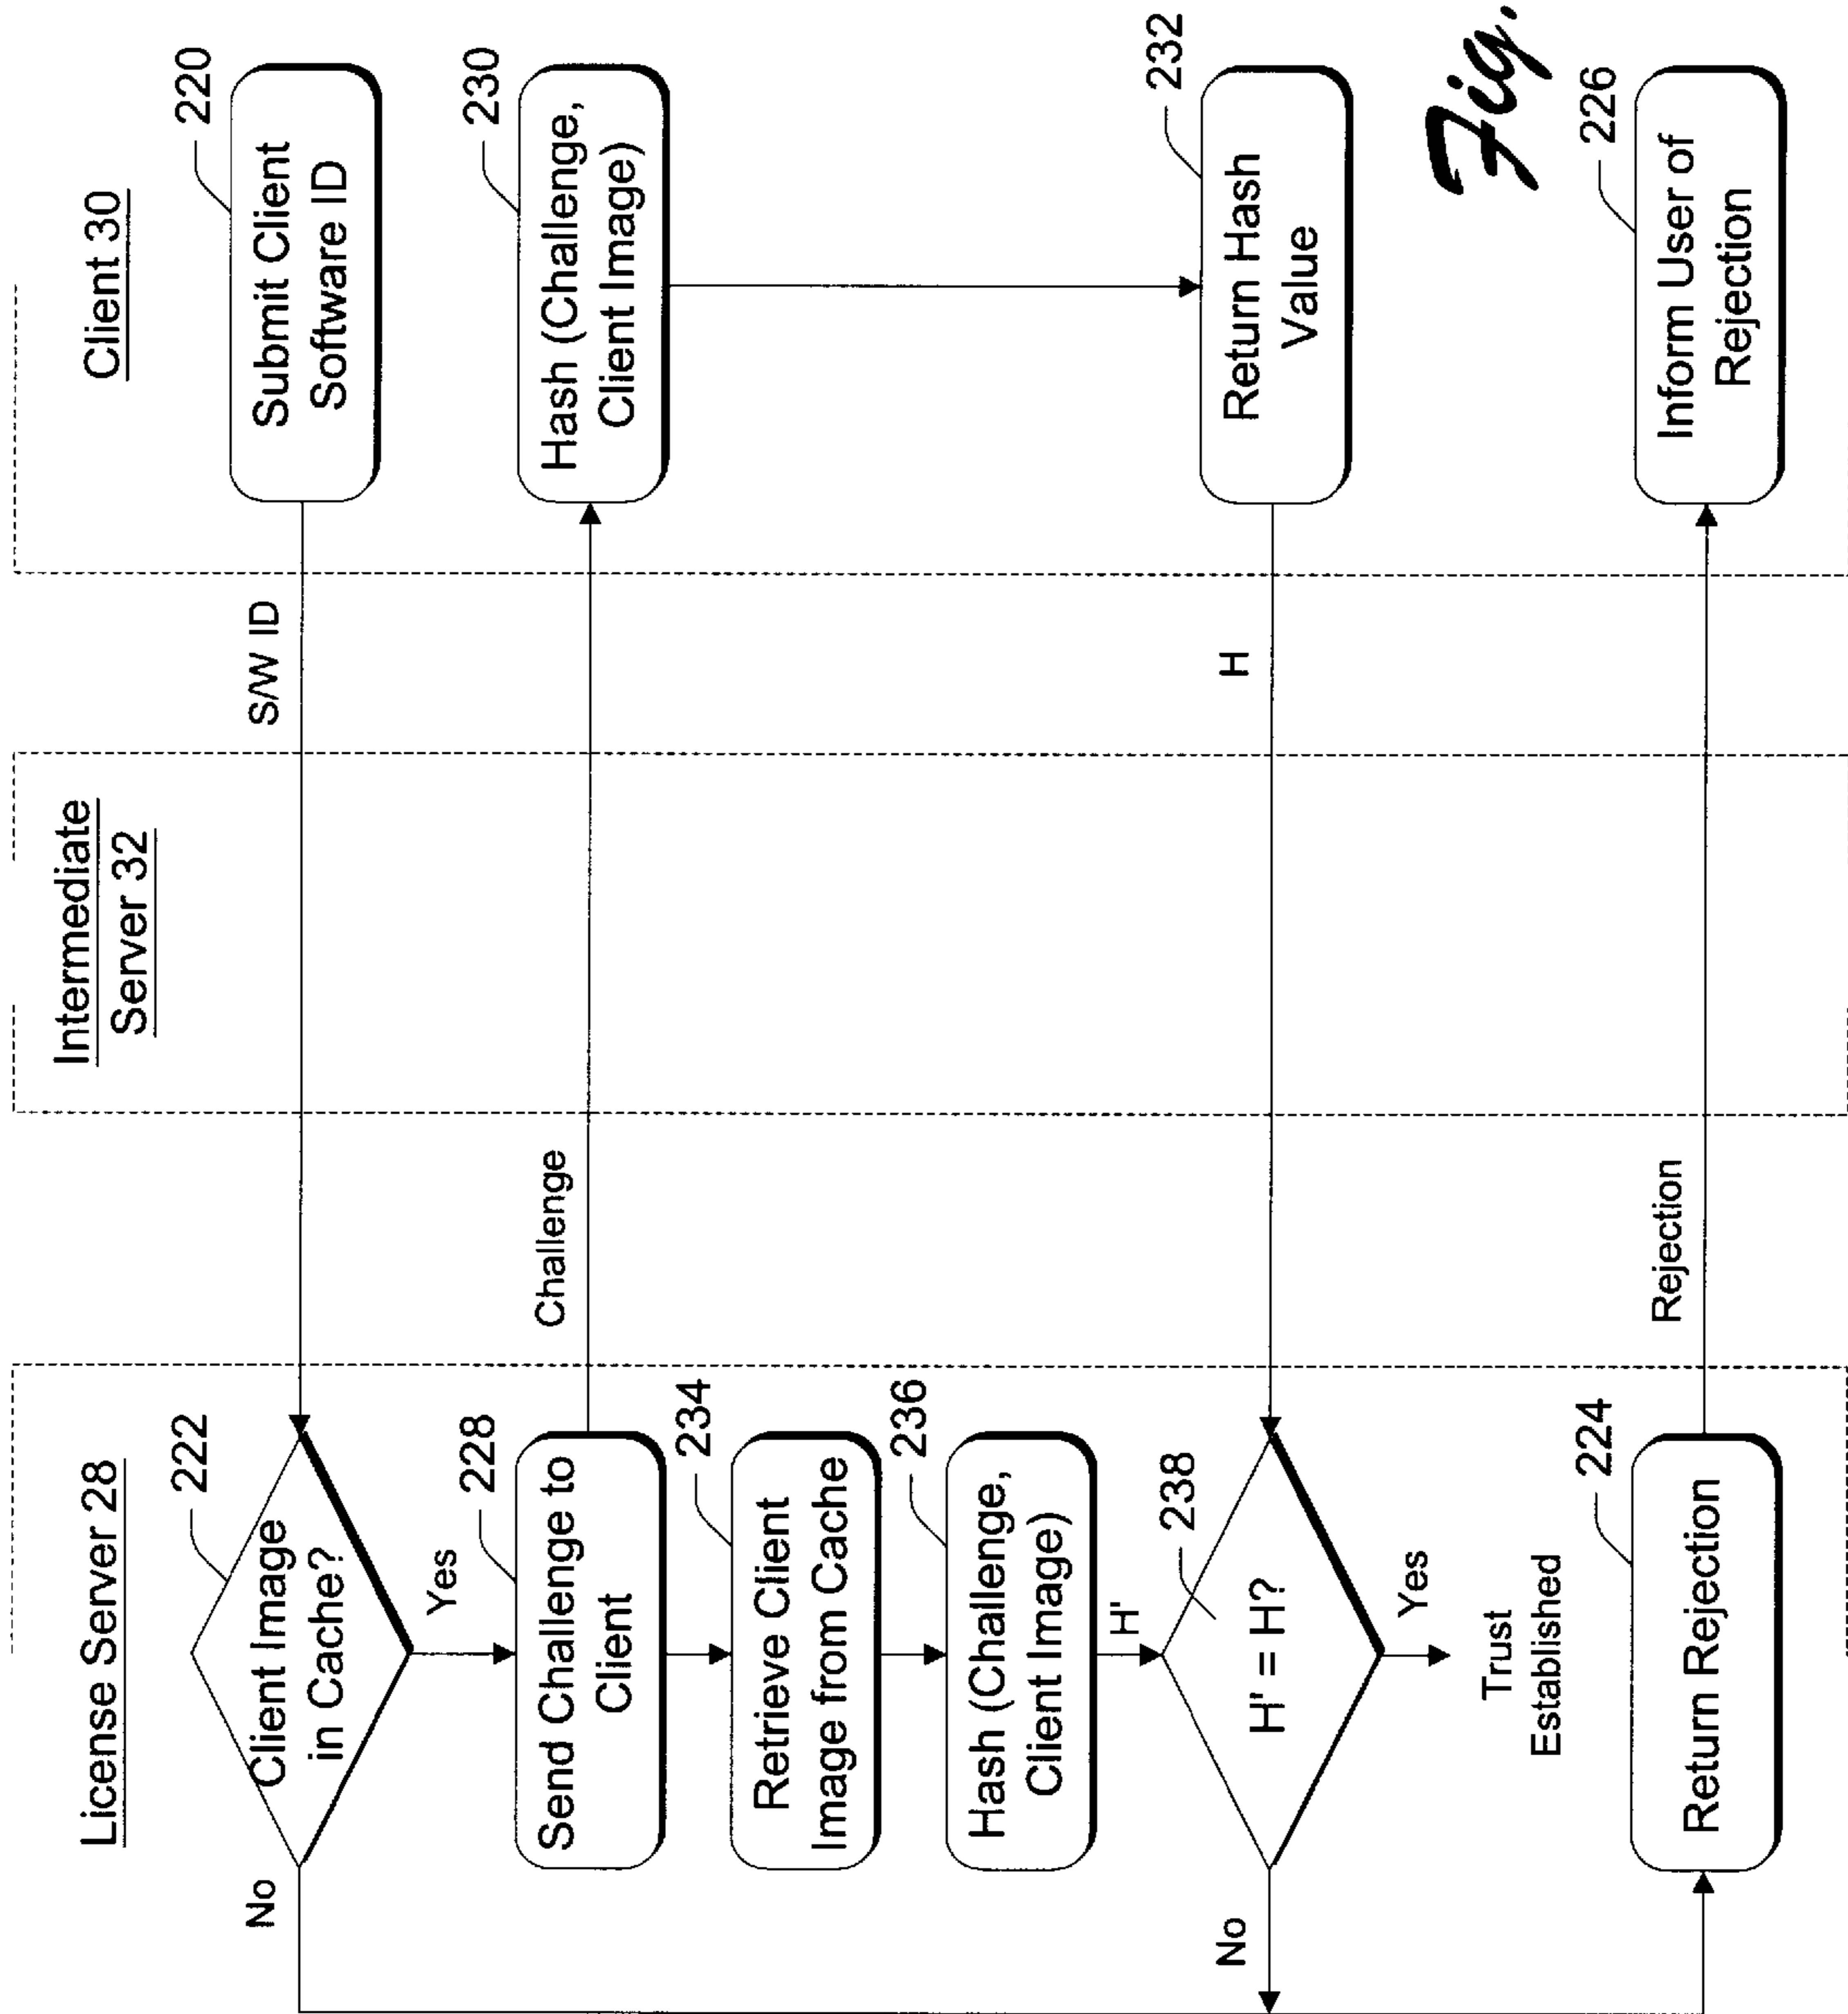 License Server 28
Intermediate
Server 32
Client 30
222
Client Image
in Cache?
No
Yes
S/W ID
220
Submit Client
Software ID
228
Send Challenge to
Client
Challenge
230
Hash (Challenge,
Client Image)
234
Retrieve Client
Image from Cache
236
Hash (Challenge,
Client Image)
H'
238
H' = H?
No
Yes
H
232
Return Hash
Value
Trust
Established
Fig.
224
Return Rejection
Rejection
226
Inform User of
Rejection